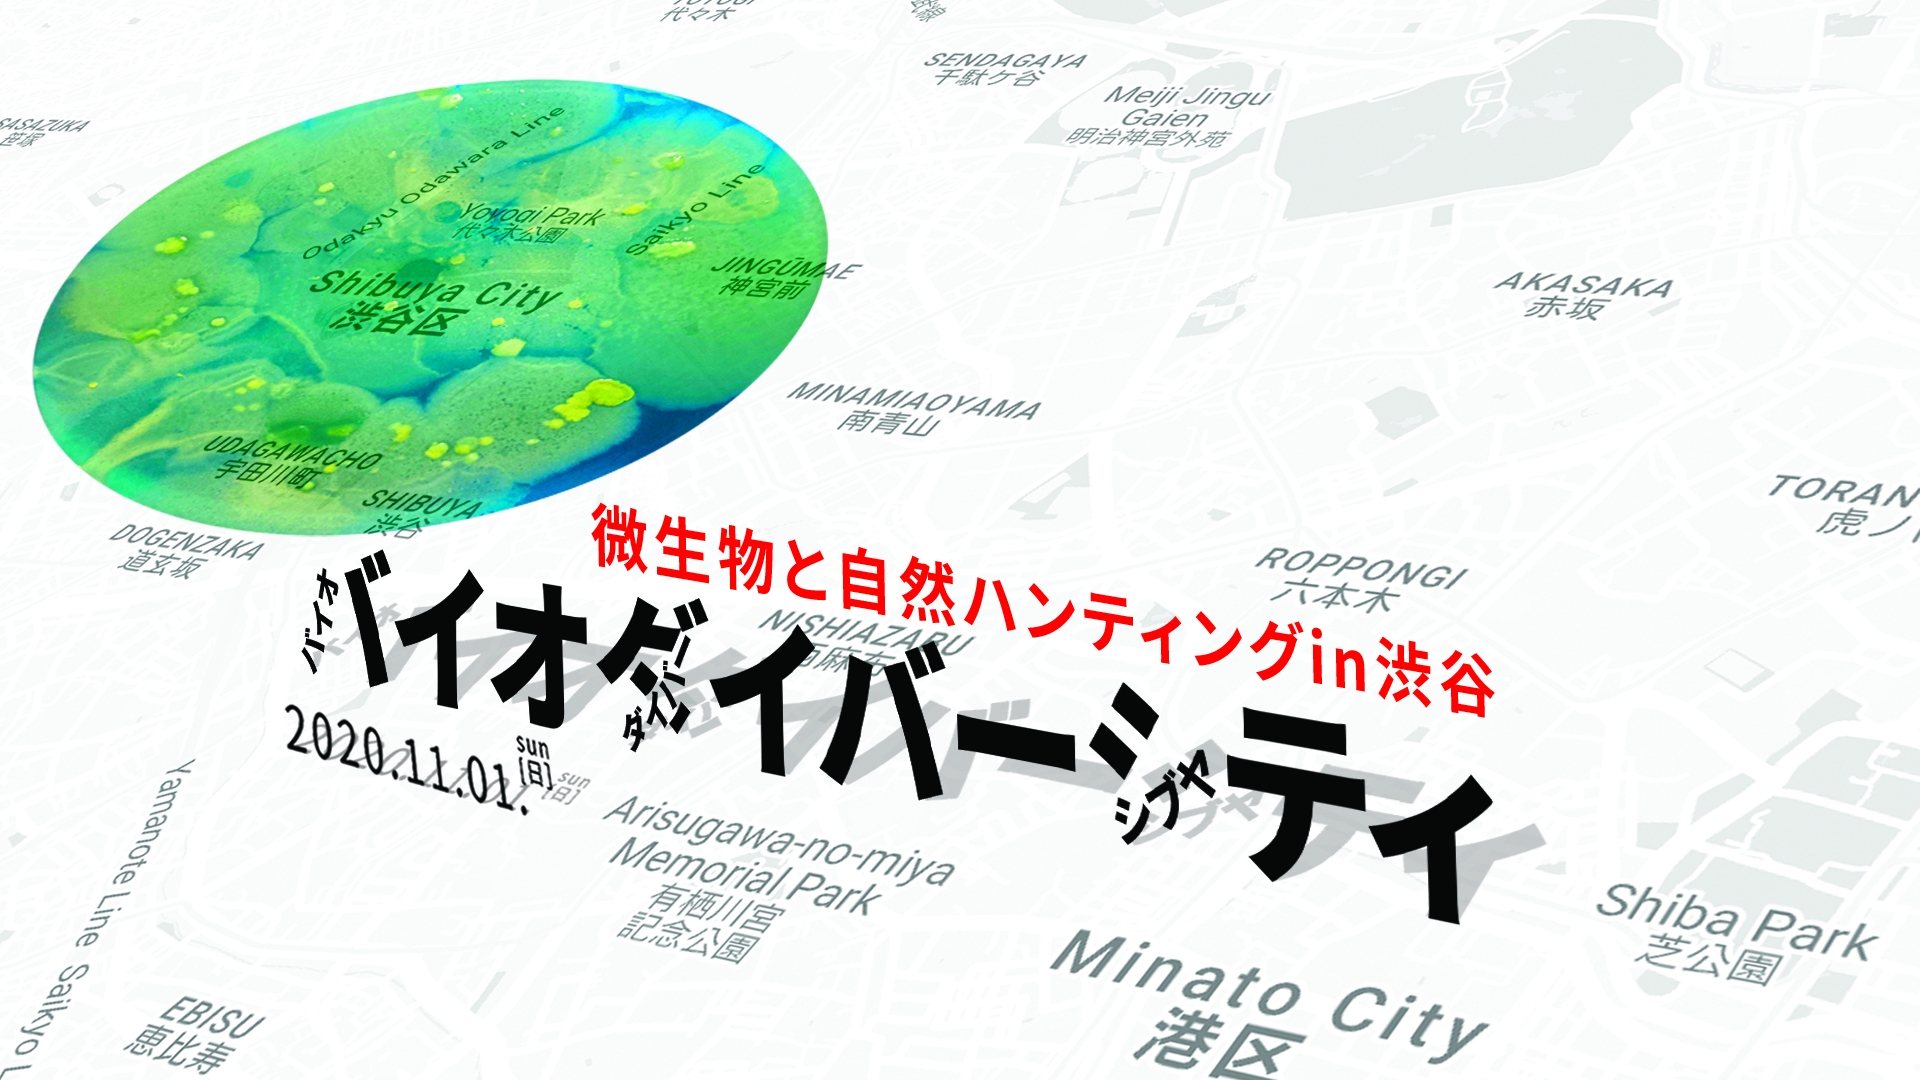 代々木
SENDAGAYA
千駄ケ谷
Meiji Jingu
Gaien
明治神宮外苑
SASAZUKA
笹塚
Odakyu Odawara Line
Yoyogi Park
代々木公園
Saikyo Line
Shibuya City
渋谷区
JINGŪMAE
神宮前
AKASAKA
赤坂
MINAMIAOYAMA
南青山
UDAGAWACHO
宇田川町
SHIBUYA
渋谷
DOGENZAKA
道玄坂
TORAN
虎ノ
ROPPONGI
六本木
微生物と自然ハンティングin渋谷
NISHIAZABU
西麻布
バイオ
バイオダイバーシティ
ダイバー
シブヤ
2020.11.01.
sun
[日]
Arisugawa-no-miya
Memorial Park
有栖川宮
記念公園
Yamanote Line
Saikyo L
Shiba Park
芝公園
Minato City
港区
EBISU
恵比寿